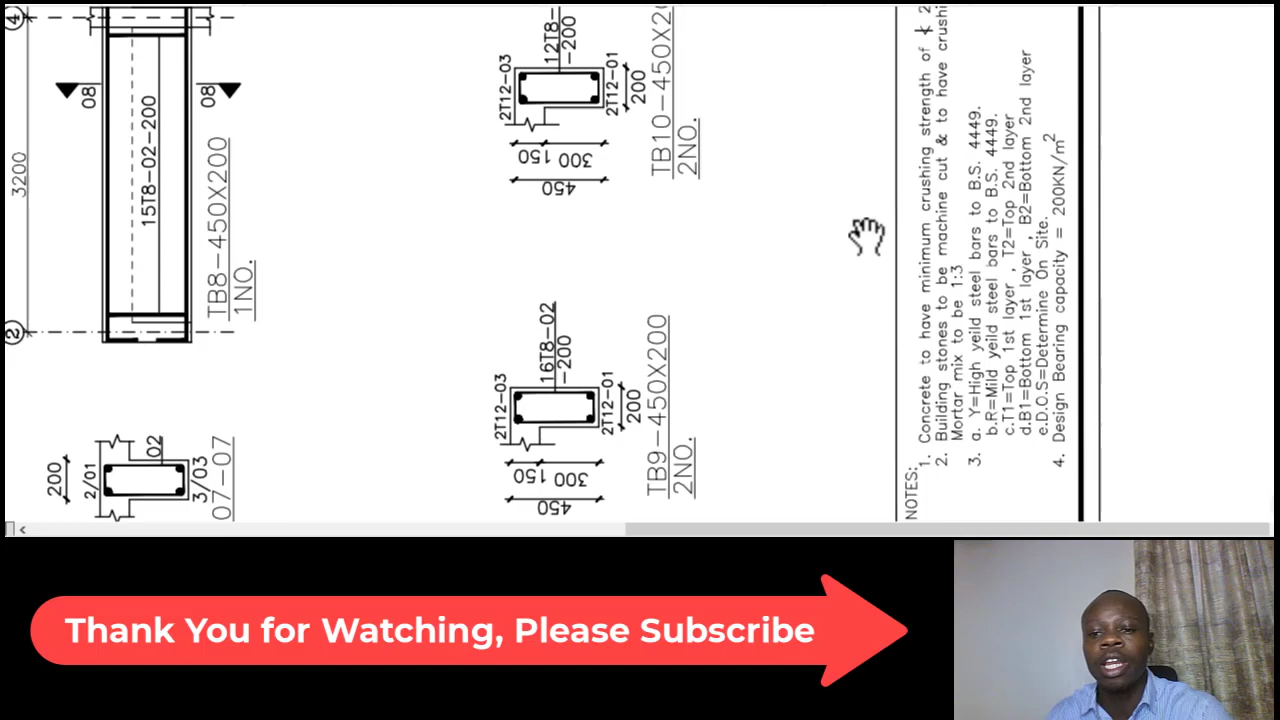 4
3200
2
08
08
15T8-02-200
TB8-450X200
1NO.
200
2/01
02
3/03
07-07
2T12-03
12T8-
-200
2T12-01
200
150
300
450
TB10-450X20
2NO.
2T12-03
16T8-02
-200
2T12-01
200
150
300
450
TB9-450X200
2NO.
NOTES:
1. Concrete to have minimum crushing strength of
2. Building stones to be machine cut & to have crushi
Mortar mix to be 1:3
3. a. Y=High yeild steel bars to B.S. 4449.
b.R=Mild yeild steel bars to B.S. 4449.
c.T1=Top 1st layer , T2=Top 2nd layer
d.B1=Bottom 1st layer , B2=Bottom 2nd layer
e.D.O.S=Determine On Site.
4. Design Bearing capacity = 200KN/m2
Thank You for Watching, Please Subscribe